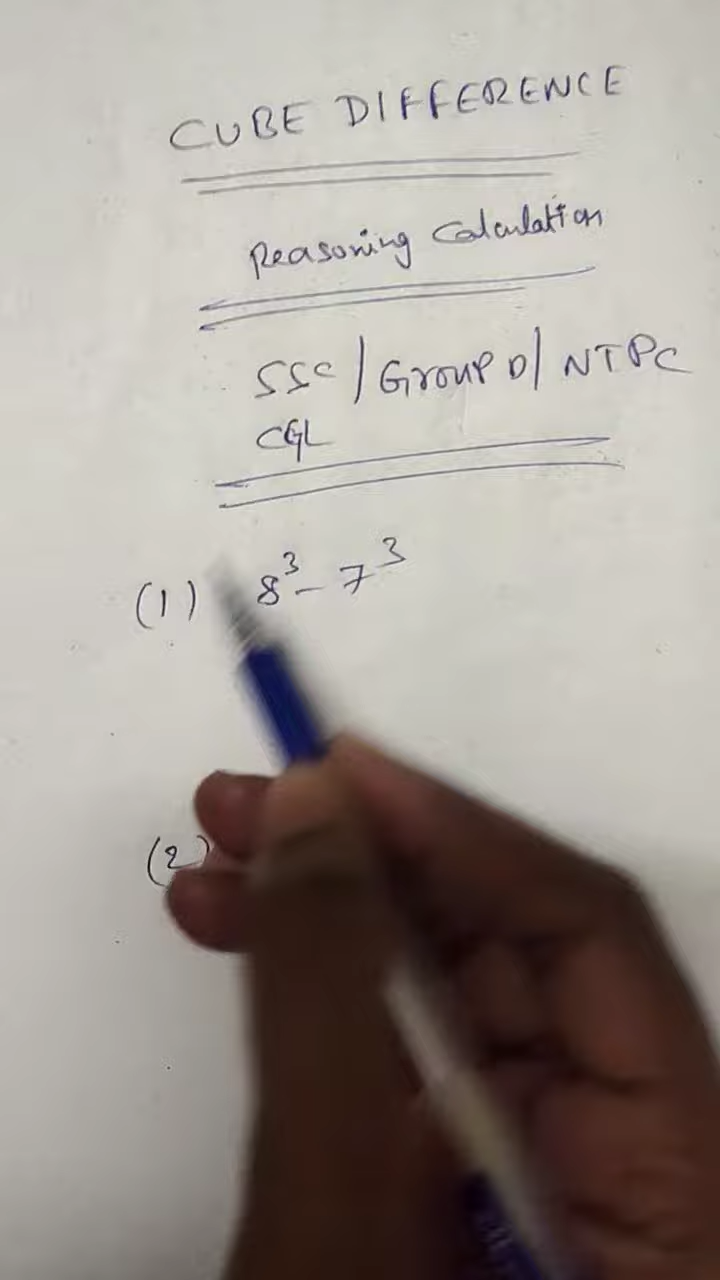 CUBE DIFFERENCE
Reasoning Calculation
SSC / Group D / NTPC
CGL
(1) 8³ - 7³
(2)